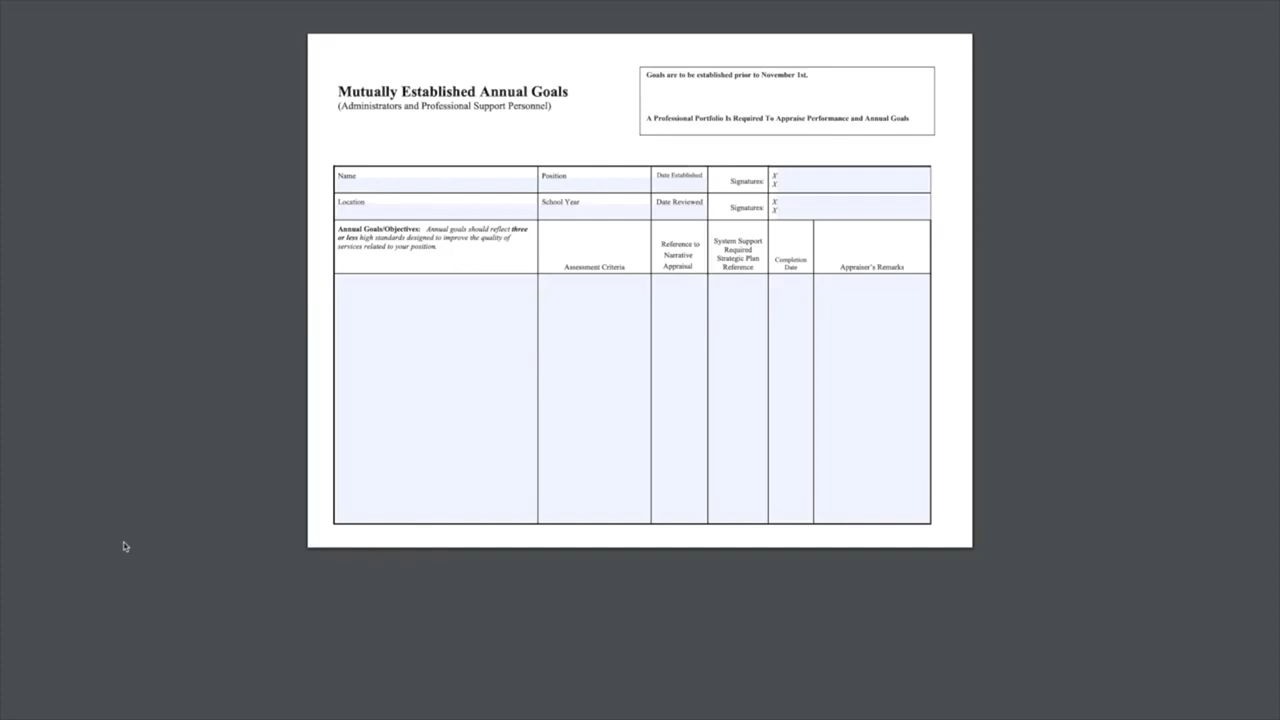 Goals are to be established prior to November 1st.
Mutually Established Annual Goals
(Administrators and Professional Support Personnel)
A Professional Portfolio Is Required To Appraise Performance and Annual Goals
Name
Position
Date Established
Signatures:
X
X
Location
School Year
Date Reviewed
Signatures:
X
X
Annual Goals/Objectives: Annual goals should reflect three
or less high standards designed to improve the quality of
services related to your position.
Assessment Criteria
Reference to
Narrative
Appraisal
System Support
Required
Strategic Plan
Reference
Completion
Date
Appraiser's Remarks